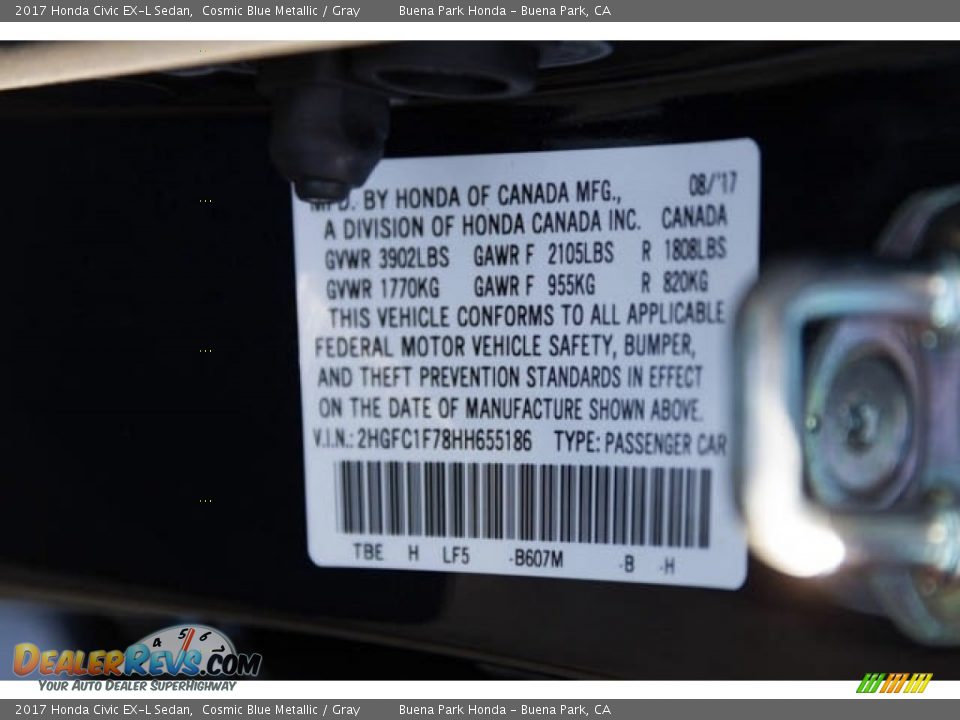 2017 Honda Civic EX-L Sedan, Cosmic Blue Metallic / Gray Buena Park Honda - Buena Park, CA
08/'17
MFD. BY HONDA OF CANADA MFG.,
A DIVISION OF HONDA CANADA INC. CANADA
GVWR 3902LBS GAWR F 2105LBS R 1808LBS
GVWR 1770KG GAWR F 955KG R 820KG
THIS VEHICLE CONFORMS TO ALL APPLICABLE
FEDERAL MOTOR VEHICLE SAFETY, BUMPER,
AND THEFT PREVENTION STANDARDS IN EFFECT
ON THE DATE OF MANUFACTURE SHOWN ABOVE.
V.I.N.: 2HGFC1F78HH655186 TYPE: PASSENGER CAR
TBE H LF5 -B607M -B -H
4 5 6 7
DealerRevs.com
Your Auto Dealer SuperHighway
2017 Honda Civic EX-L Sedan, Cosmic Blue Metallic / Gray Buena Park Honda - Buena Park, CA